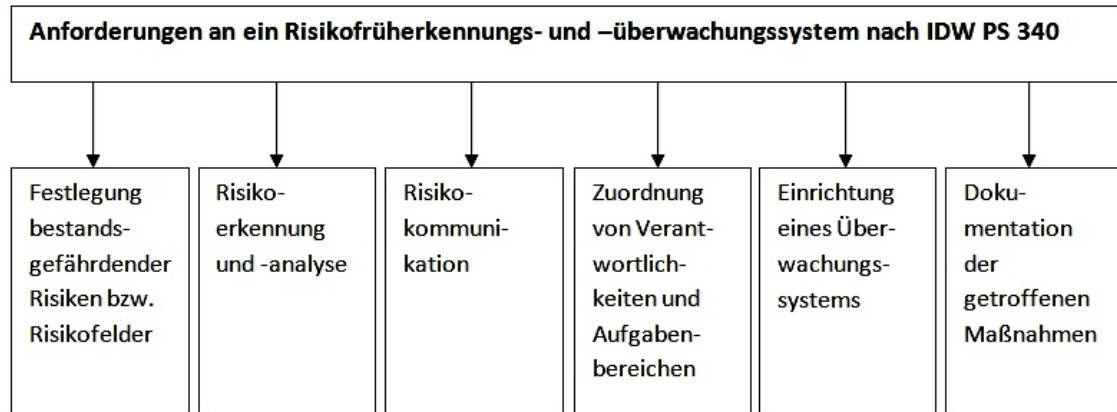 Anforderungen an ein Risikofrüherkennungs- und –überwachungssystem nach IDW PS 340
Festlegung
bestands-
gefährdender
Risiken bzw.
Risikofelder
Risiko-
erkennung
und -analyse
Risiko-
kommuni-
kation
Zuordnung
von Verant-
wortlich-
keiten und
Aufgaben-
bereichen
Einrichtung
eines Über-
wachungs-
systems
Doku-
mentation
der
getroffenen
Maßnahmen